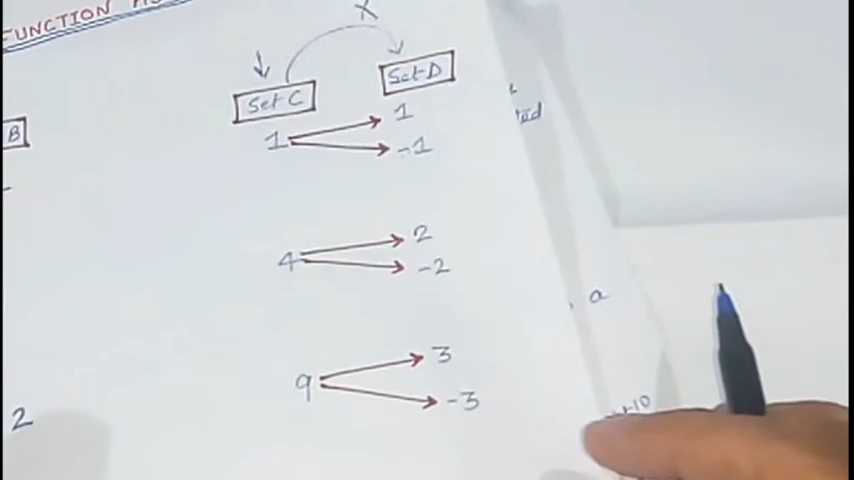 FUNCTION
X
Set C Set D
B
1 1
-1
4 2
-2
a
9 3
-3
2